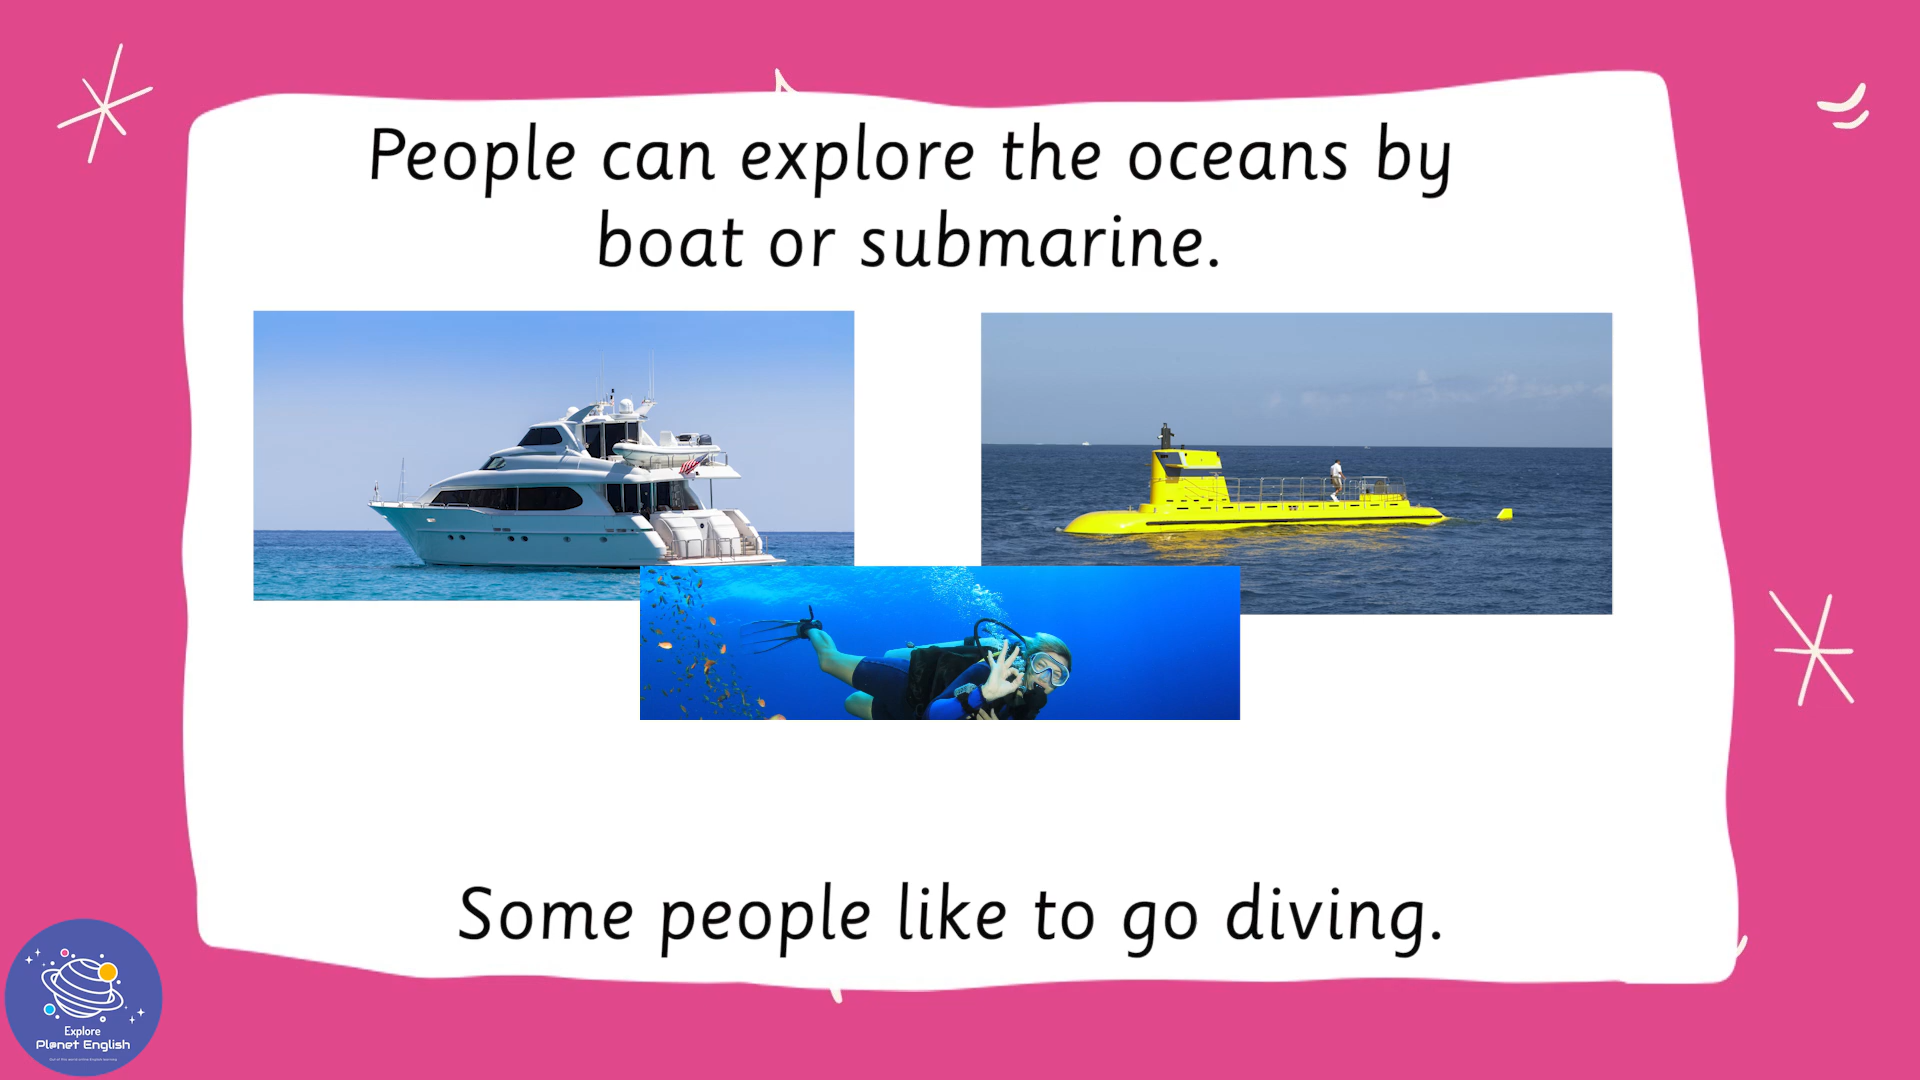 People can explore the oceans by
boat or submarine.
Some people like to go diving.
Explore
Planet English